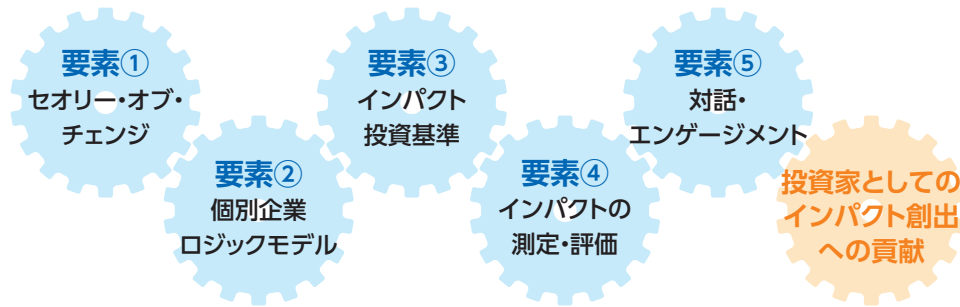 要素①
セオリー・オブ・
チェンジ
要素②
個別企業
ロジックモデル
要素③
インパクト
投資基準
要素④
インパクトの
測定・評価
要素⑤
対話・
エンゲージメント
投資家としての
インパクト創出
への貢献